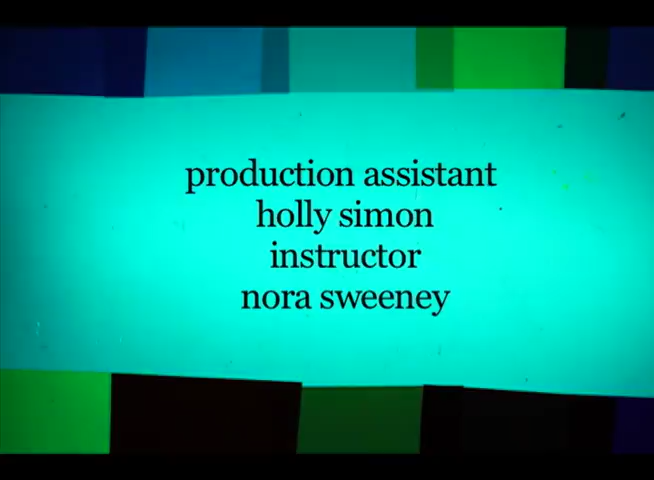 production assistant
holly simon
instructor
nora sweeney